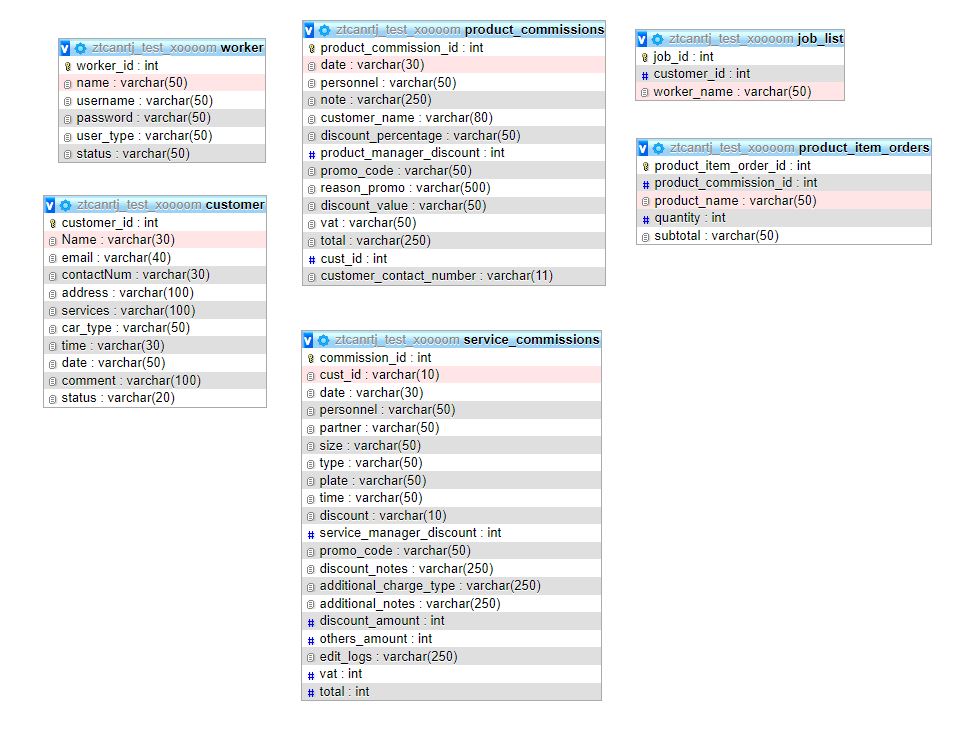 ztcanrtj_test_xoooom worker
worker_id : int
name : varchar(50)
username : varchar(50)
password : varchar(50)
user_type : varchar(50)
status : varchar(50)
ztcanrtj_test_xoooom customer
customer_id : int
Name : varchar(30)
email : varchar(40)
contactNum : varchar(30)
address : varchar(100)
services : varchar(100)
car_type : varchar(50)
time : varchar(30)
date : varchar(50)
comment : varchar(100)
status : varchar(20)
ztcanrtj_test_xoooom product_commissions
product_commission_id : int
date : varchar(30)
personnel : varchar(50)
note : varchar(250)
customer_name : varchar(80)
discount_percentage : varchar(50)
product_manager_discount : int
promo_code : varchar(50)
reason_promo : varchar(500)
discount_value : varchar(50)
vat : varchar(50)
total : varchar(250)
cust_id : int
customer_contact_number : varchar(11)
ztcanrtj_test_xoooom service_commissions
commission_id : int
cust_id : varchar(10)
date : varchar(30)
personnel : varchar(50)
partner : varchar(50)
size : varchar(50)
type : varchar(50)
plate : varchar(50)
time : varchar(50)
discount : varchar(10)
service_manager_discount : int
promo_code : varchar(50)
discount_notes : varchar(250)
additional_charge_type : varchar(250)
additional_notes : varchar(250)
discount_amount : int
others_amount : int
edit_logs : varchar(250)
vat : int
total : int
ztcanrtj_test_xoooom job_list
job_id : int
customer_id : int
worker_name : varchar(50)
ztcanrtj_test_xoooom product_item_orders
product_item_order_id : int
product_commission_id : int
product_name : varchar(50)
quantity : int
subtotal : varchar(50)